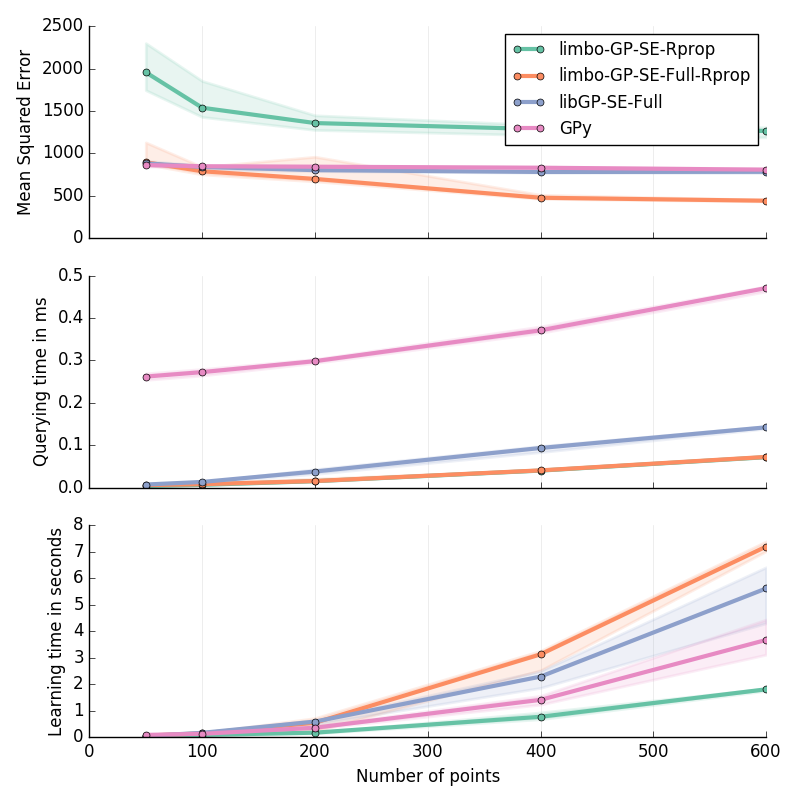 2500
2000
1500
1000
500
0
Mean Squared Error
limbo-GP-SE-Rprop
limbo-GP-SE-Full-Rprop
libGP-SE-Full
GPy
0.5
0.4
0.3
0.2
0.1
0.0
Querying time in ms
8
7
6
5
4
3
2
1
0
Learning time in seconds
0 100 200 300 400 500 600
Number of points